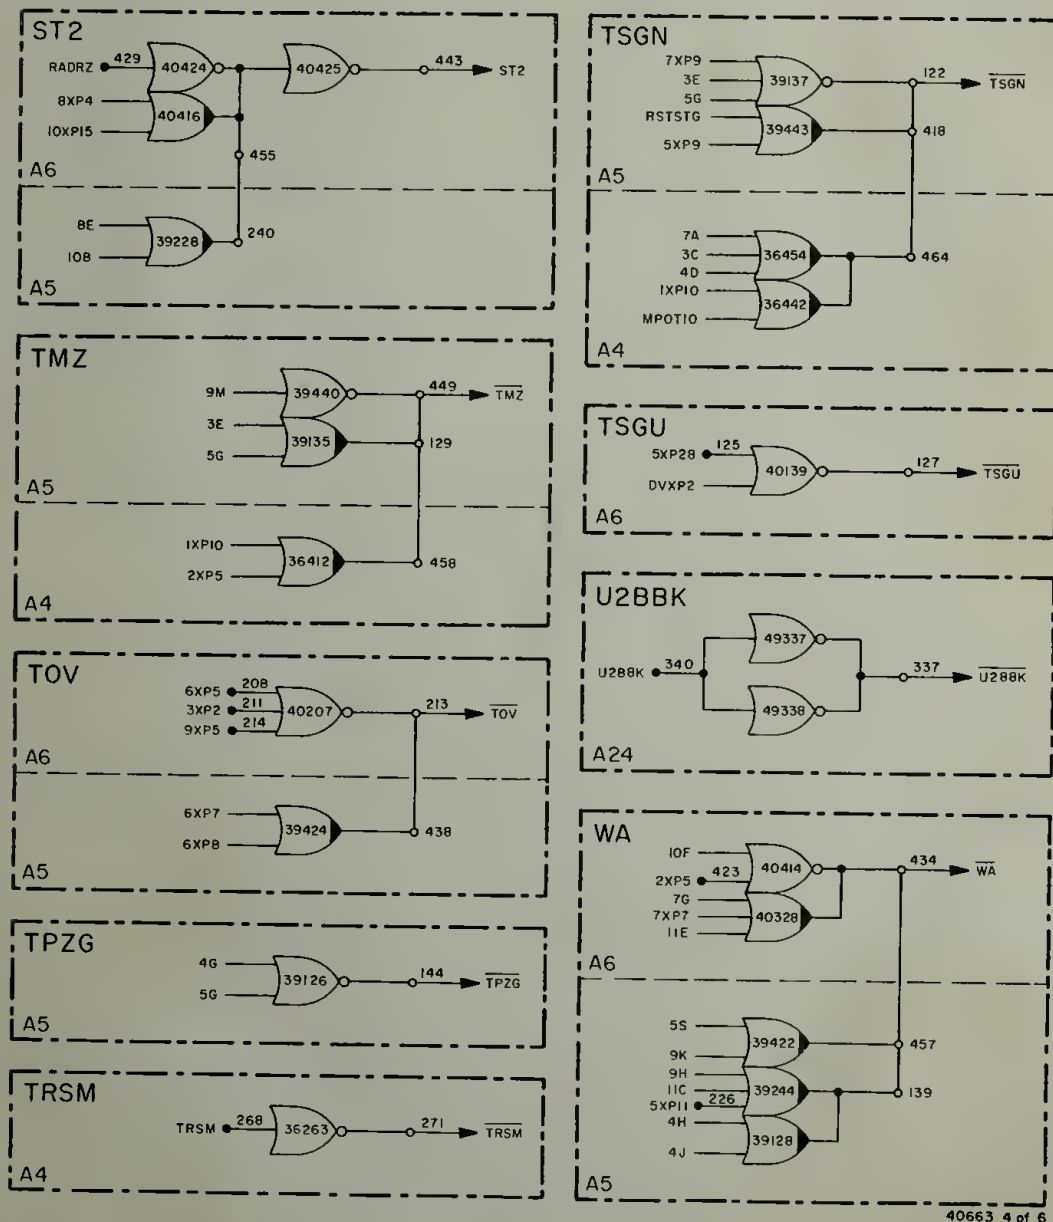 ST2
RADRZ 429 40424 40425 443 ST2
8XP4 40416
10XP15
455
A6
8E 39228 240
10B
A5
TMZ
9M 39440 449 TMZ
3E 39135 129
5G
A5
1XP10 36412 458
2XP5
A4
TOV
6XP5 208
3XP2 211 40207 213 TOV
9XP5 214
A6
6XP7 39424 438
6XP8
A5
TPZG
4G 39126 144 TPZG
5G
A5
TRSM
TRSM 268 36263 271 TRSM
A4
TSGN
7XP9
3E 39137 122 TSGN
5G
RSTSTG 39443 418
5XP9
A5
7A
3C 36454 464
4D
1XP10 36442
MPOT10
A4
TSGU
5XP28 125 40139 127 TSGU
DVXP2
A6
U2BBK
49337
U2BBK 340 337 U2BBK
49338
A24
WA
10F 40414 434 WA
2XP5 423
7G
7XP7 40328
11E
A6
5S 39422 457
9K
9H
11C 39244 139
5XP11 226
4H 39128
4J
A5
40663 4 of 6